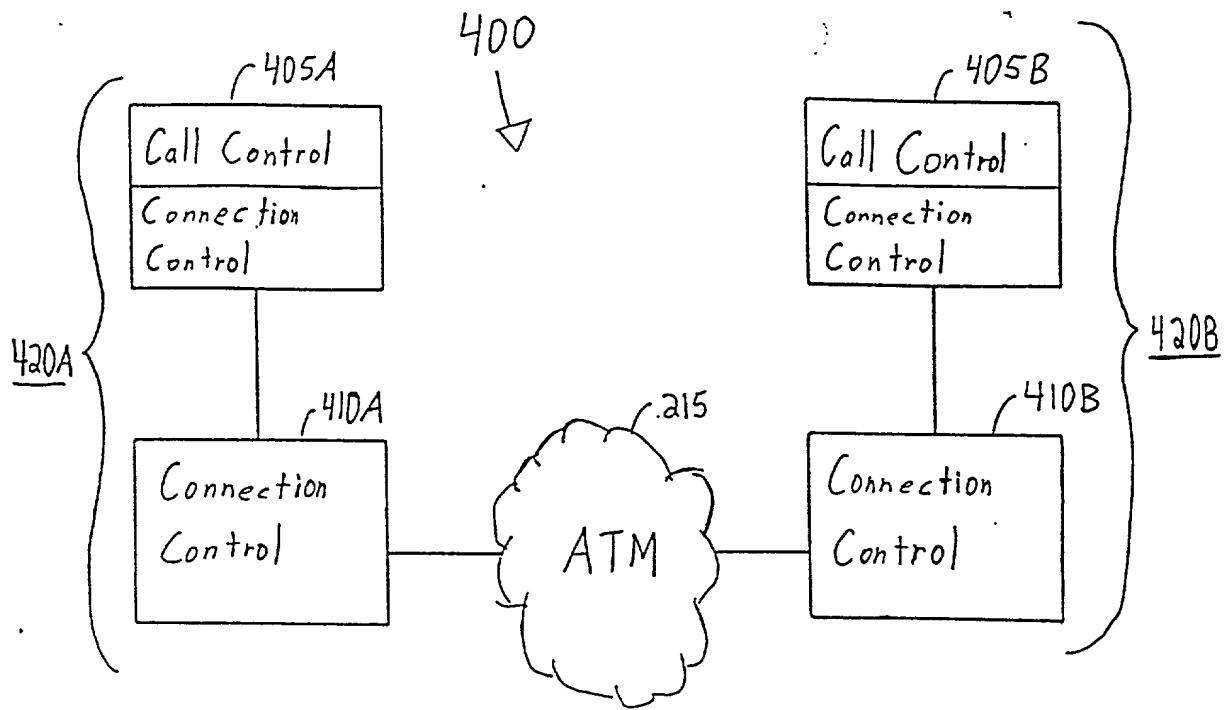 400
405A
Call Control
Connection
Control
405B
Call Control
Connection
Control
420A
420B
410A
Connection
Control
215
ATM
410B
Connection
Control